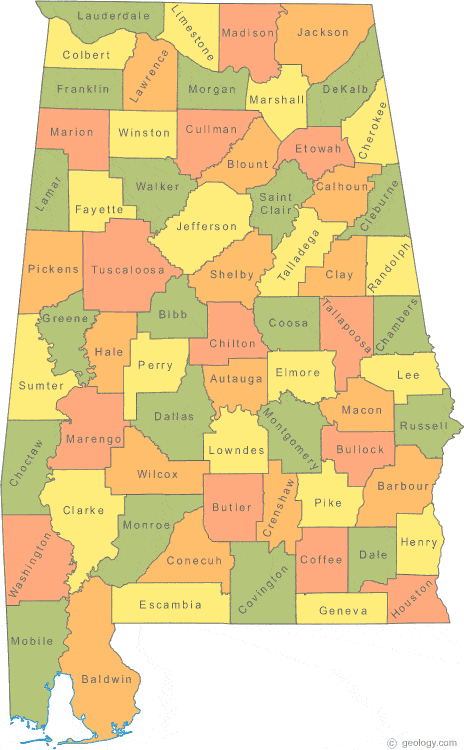 Lauderdale
Limestone
Madison
Jackson
Colbert
Lawrence
Franklin
Morgan
Marshall
DeKalb
Cherokee
Marion
Winston
Cullman
Etowah
Blount
Lamar
Fayette
Walker
Jefferson
Saint
Clair
Calhoun
Cleburne
Pickens
Tuscaloosa
Shelby
Talladega
Clay
Randolph
Greene
Hale
Bibb
Chilton
Coosa
Tallapoosa
Chambers
Sumter
Perry
Autauga
Elmore
Lee
Macon
Russell
Choctaw
Marengo
Dallas
Lowndes
Montgomery
Bullock
Wilcox
Barbour
Clarke
Monroe
Butler
Crenshaw
Pike
Washington
Conecuh
Covington
Coffee
Dale
Henry
Escambia
Geneva
Houston
Mobile
Baldwin
© geology.com